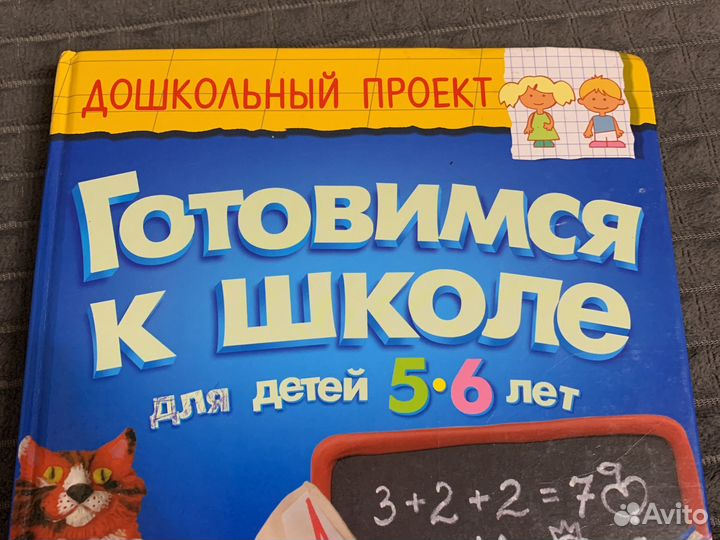 ДОШКОЛЬНЫЙ ПРОЕКТ
ГОТОВИМСЯ
К ШКОЛЕ
для детей 5•6 лет
3+2+2=7
Avito